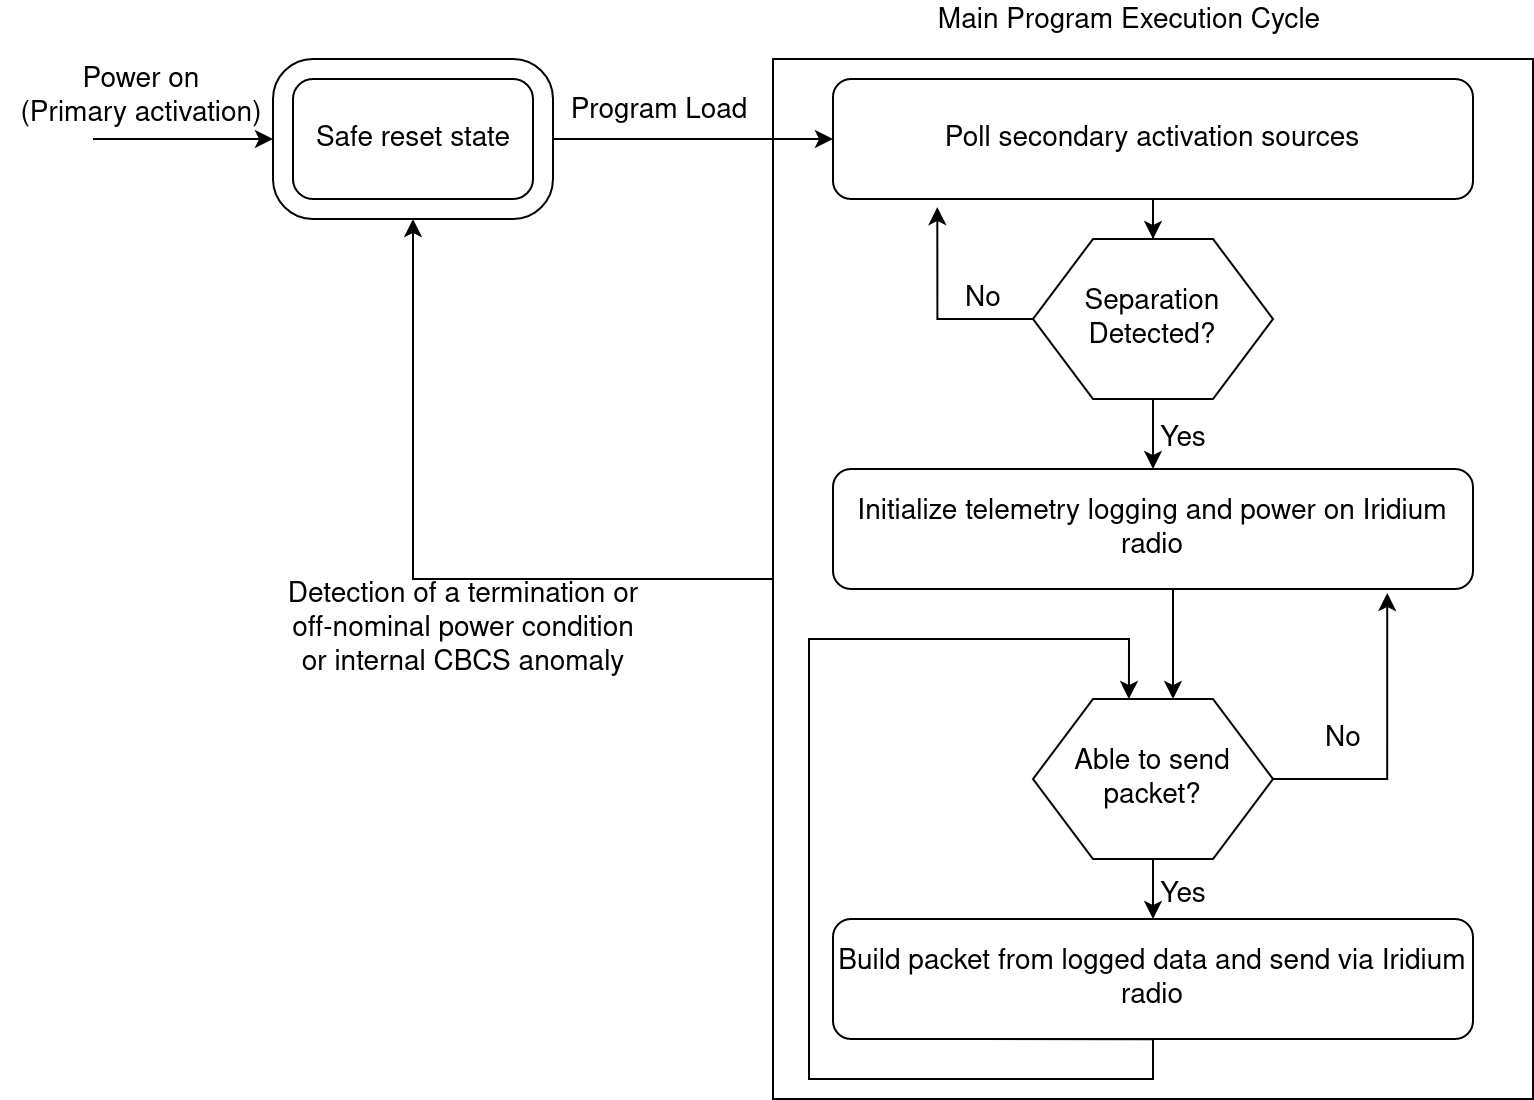 Main Program Execution Cycle
Power on
(Primary activation)
Safe reset state
Program Load
Poll secondary activation sources
No
Separation
Detected?
Yes
Initialize telemetry logging and power on Iridium
radio
Detection of a termination or
off-nominal power condition
or internal CBCS anomaly
Able to send
packet?
No
Yes
Build packet from logged data and send via Iridium
radio